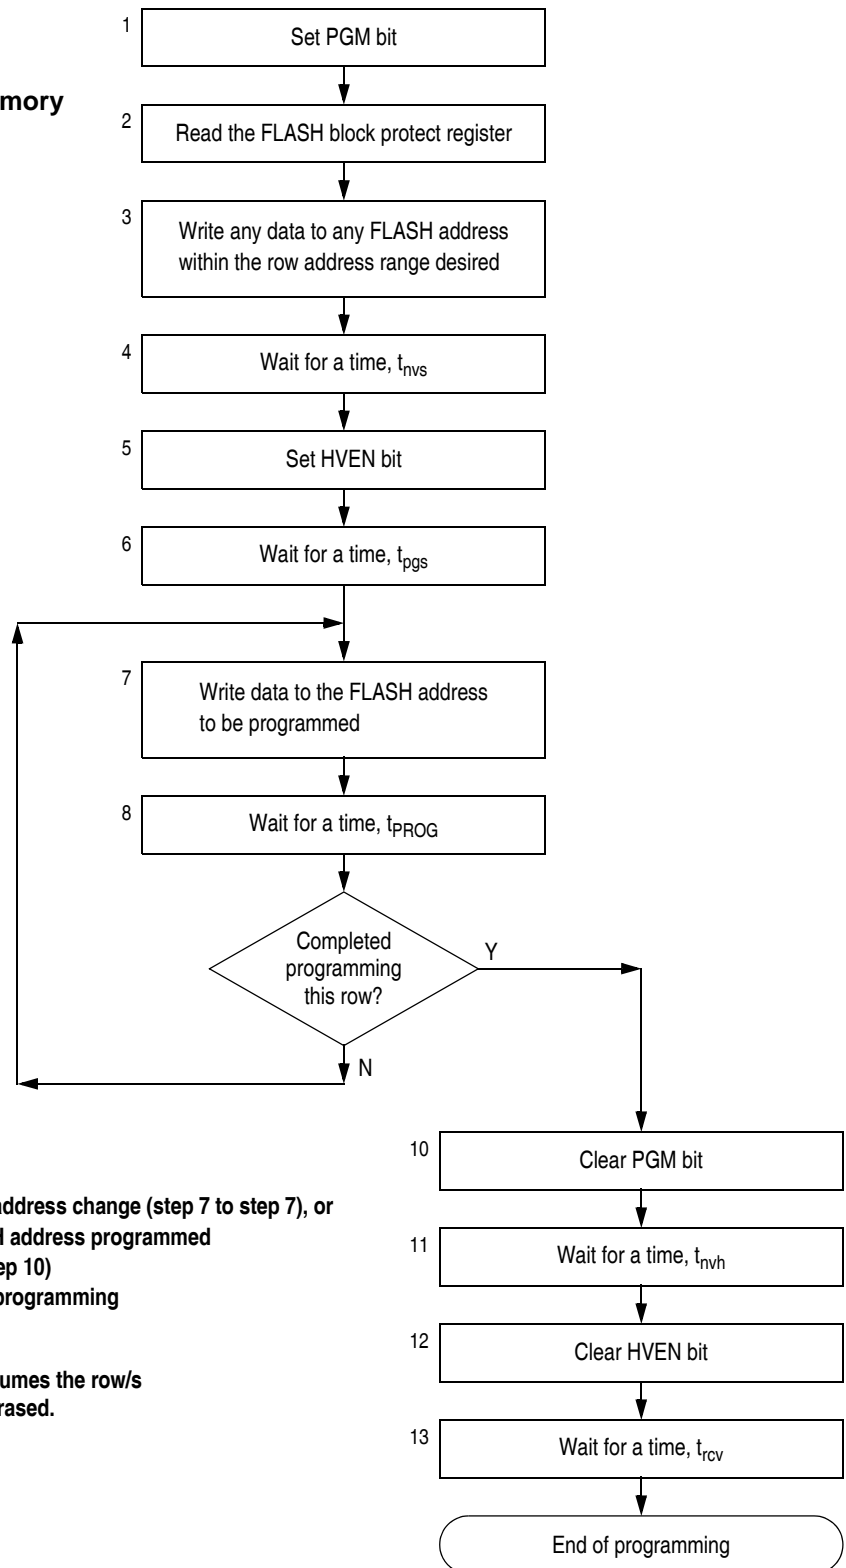 1
Set PGM bit
mory
2
Read the FLASH block protect register
3
Write any data to any FLASH address
within the row address range desired
4
Wait for a time, tnvs
5
Set HVEN bit
6
Wait for a time, tpgs
7
Write data to the FLASH address
to be programmed
8
Wait for a time, tPROG
Completed
programming
this row?
Y
N
10
Clear PGM bit
address change (step 7 to step 7), or
H address programmed
ep 10)
programming
11
Wait for a time, tnvh
12
Clear HVEN bit
umes the row/s
rased.
13
Wait for a time, trcv
End of programming